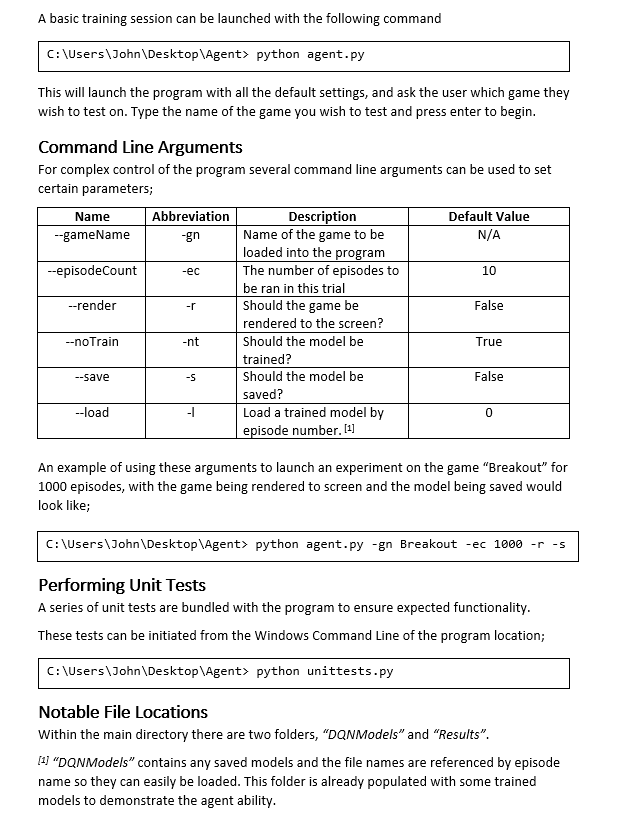 A basic training session can be launched with the following command
C:\Users\John\Desktop\Agent> python agent.py
This will launch the program with all the default settings, and ask the user which game they
wish to test on. Type the name of the game you wish to test and press enter to begin.
Command Line Arguments
For complex control of the program several command line arguments can be used to set
certain parameters;
Name Abbreviation Description Default Value
--gameName -gn Name of the game to be N/A
loaded into the program
--episodeCount -ec The number of episodes to 10
be ran in this trial
--render -r Should the game be False
rendered to the screen?
--noTrain -nt Should the model be True
trained?
--save -s Should the model be False
saved?
--load -l Load a trained model by 0
episode number. [1]
An example of using these arguments to launch an experiment on the game “Breakout” for
1000 episodes, with the game being rendered to screen and the model being saved would
look like;
C:\Users\John\Desktop\Agent> python agent.py -gn Breakout -ec 1000 -r -s
Performing Unit Tests
A series of unit tests are bundled with the program to ensure expected functionality.
These tests can be initiated from the Windows Command Line of the program location;
C:\Users\John\Desktop\Agent> python unittests.py
Notable File Locations
Within the main directory there are two folders, “DQNModels” and “Results”.
[1] “DQNModels” contains any saved models and the file names are referenced by episode
name so they can easily be loaded. This folder is already populated with some trained
models to demonstrate the agent ability.